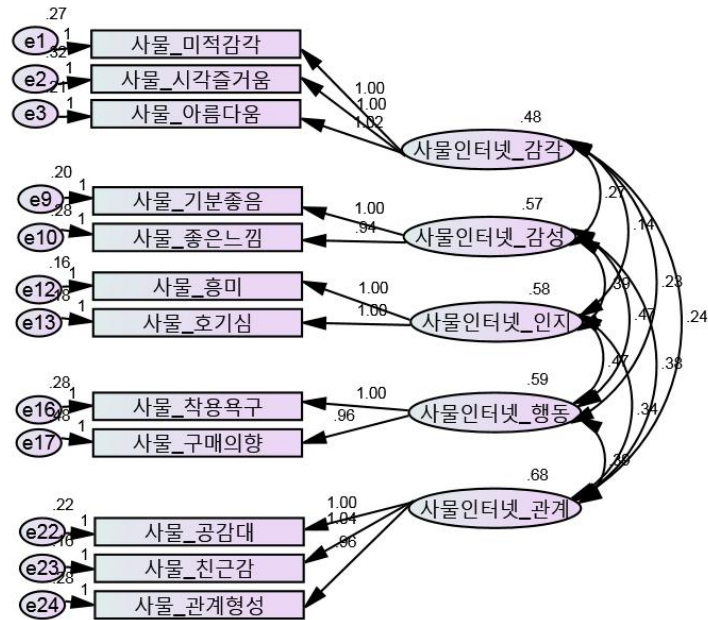 .27
e1 1 사물_미적감각
.32
e2 1 사물_시각즐거움
.21
e3 1 사물_아름다움
1.00
1.00
1.02
.48
사물인터넷_감각
.20
e9 1 사물_기분좋음
.28
e10 1 사물_좋은느낌
1.00
.94
.57
사물인터넷_감성
.16
e12 1 사물_흥미
.18
e13 1 사물_호기심
1.00
1.00
.58
사물인터넷_인지
.28
e16 1 사물_착용욕구
.48
e17 1 사물_구매의향
1.00
.96
.59
사물인터넷_행동
.22
e22 1 사물_공감대
.16
e23 1 사물_친근감
.28
e24 1 사물_관계형성
1.00
1.04
.96
.68
사물인터넷_관계
.27
.14
.23
.24
.39
.47
.38
.47
.34
.39